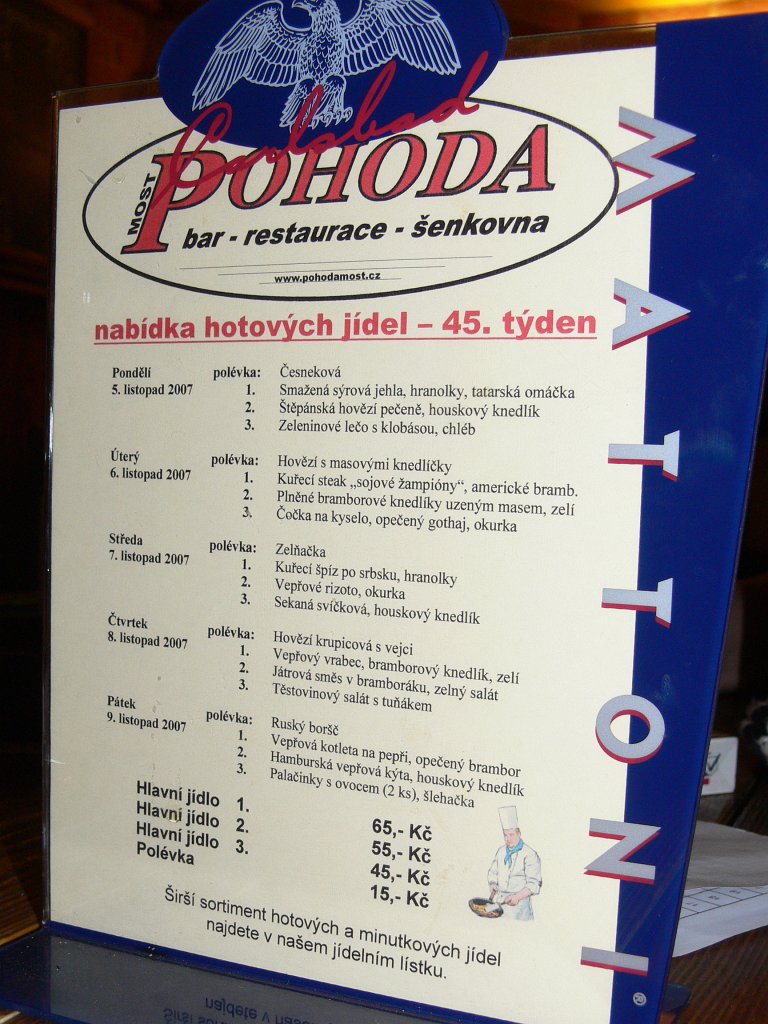 Carlsbad
MOST
POHODA
bar - restaurace - šenkovna
www.pohodamost.cz
MATTONI®
nabídka hotových jídel – 45. týden
Pondělí polévka: Česneková
5. listopad 2007 1. Smažená sýrová jehla, hranolky, tatarská omáčka
2. Štěpánská hovězí pečeně, houskový knedlík
3. Zeleninové lečo s klobásou, chléb
Úterý polévka: Hovězí s masovými knedlíčky
6. listopad 2007 1. Kuřecí steak „sojové žampióny“, americké bramb.
2. Plněné bramborové knedlíky uzeným masem, zelí
3. Čočka na kyselo, opečený gothaj, okurka
Středa polévka: Zelňačka
7. listopad 2007 1. Kuřecí špíz po srbsku, hranolky
2. Vepřové rizoto, okurka
3. Sekaná svíčková, houskový knedlík
Čtvrtek polévka: Hovězí krupicová s vejci
8. listopad 2007 1. Vepřový vrabec, bramborový knedlík, zelí
2. Játrová směs v bramboráku, zelný salát
3. Těstovinový salát s tuňákem
Pátek polévka: Ruský boršč
9. listopad 2007 1. Vepřová kotleta na pepři, opečený brambor
2. Hamburská vepřová kýta, houskový knedlík
3. Palačinky s ovocem (2 ks), šlehačka
Hlavní jídlo 1. 65,- Kč
Hlavní jídlo 2. 55,- Kč
Hlavní jídlo 3. 45,- Kč
Polévka 15,- Kč
Širší sortiment hotových a minutkových jídel
najdete v našem jídelním lístku.